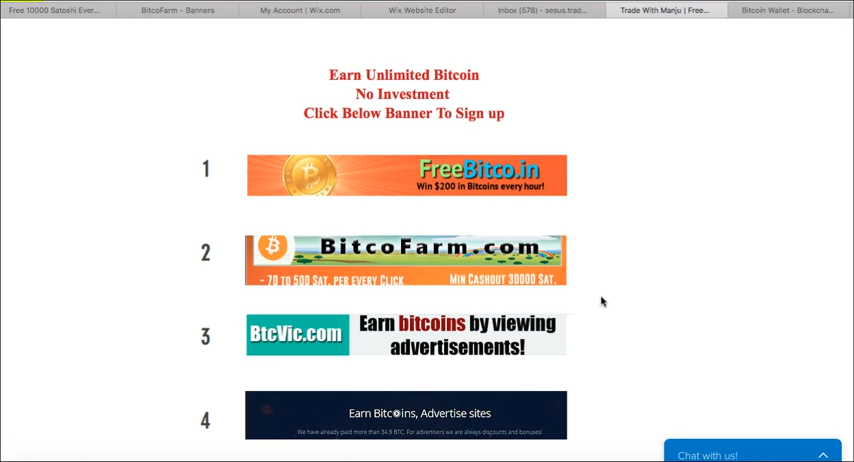 Free 10000 Satoshi Ever...
BitcoFarm - Banners
My Account | Wix.com
Wix Website Editor
Inbox (578) - sesus.trad...
Trade With Manju | Free...
Bitcoin Wallet - Blockcha...
Earn Unlimited Bitcoin
No Investment
Click Below Banner To Sign up
1
FreeBitco.in
Win $200 in Bitcoins every hour!
2
BitcoFarm.com
- 70 to 500 Sat. per every Click
Min Cashout 30000 Sat.
3
BtcVic.com
Earn bitcoins by viewing
advertisements!
4
Earn Bitcoins, Advertise sites
We have already paid more than 34.9 BTC. For advertisers we are always discounts and bonuses!
Chat with us!